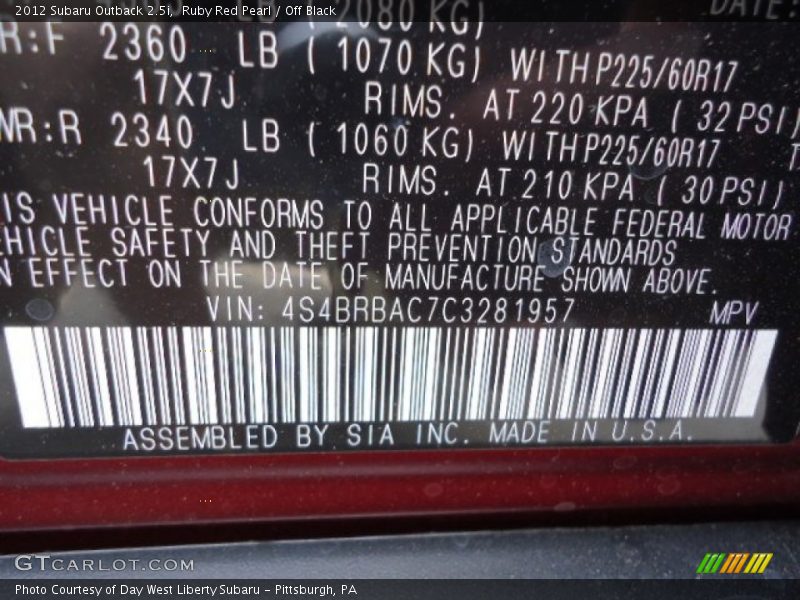 2012 Subaru Outback 2.5i, Ruby Red Pearl / Off Black
2080 KG) DATE:
R:F 2360 LB ( 1070 KG) WITH P225/60R17
17X7J RIMS. AT 220 KPA ( 32 PSI)
WR:R 2340 LB ( 1060 KG) WITH P225/60R17
17X7J RIMS. AT 210 KPA ( 30 PSI)
IS VEHICLE CONFORMS TO ALL APPLICABLE FEDERAL MOTOR
EHICLE SAFETY AND THEFT PREVENTION STANDARDS
N EFFECT ON THE DATE OF MANUFACTURE SHOWN ABOVE.
VIN: 4S4BRBAC7C3281957 MPV
ASSEMBLED BY SIA INC. MADE IN U.S.A.
GTCARLOT.COM
Photo Courtesy of Day West Liberty Subaru - Pittsburgh, PA